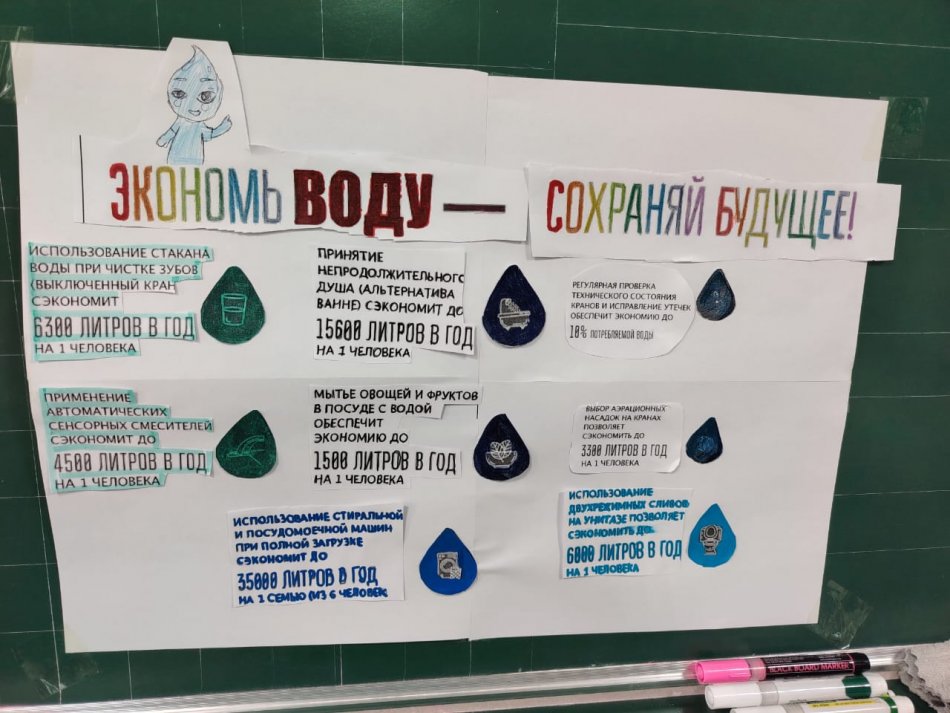 ЭКОНОМЬ ВОДУ —
СОХРАНЯЙ БУДУЩЕЕ!
ИСПОЛЬЗОВАНИЕ СТАКАНА
ВОДЫ ПРИ ЧИСТКЕ ЗУБОВ
(ВЫКЛЮЧЕННЫЙ КРАН
СЭКОНОМИТ
6300 ЛИТРОВ В ГОД
НА 1 ЧЕЛОВЕКА
ПРИНЯТИЕ
НЕПРОДОЛЖИТЕЛЬНОГО
ДУША (АЛЬТЕРНАТИВА
ВАННЕ) СЭКОНОМИТ ДО
15600 ЛИТРОВ В ГОД
НА 1 ЧЕЛОВЕКА
РЕГУЛЯРНАЯ ПРОВЕРКА
ТЕХНИЧЕСКОГО СОСТОЯНИЯ
КРАНОВ И ИСПРАВЛЕНИЕ УТЕЧЕК
ОБЕСПЕЧИТ ЭКОНОМИЮ ДО
10% ПОТРЕБЛЯЕМОЙ ВОДЫ
ПРИМЕНЕНИЕ
АВТОМАТИЧЕСКИХ
СЕНСОРНЫХ СМЕСИТЕЛЕЙ
СЭКОНОМИТ ДО
4500 ЛИТРОВ В ГОД
НА 1 ЧЕЛОВЕКА
МЫТЬЕ ОВОЩЕЙ И ФРУКТОВ
В ПОСУДЕ С ВОДОЙ
ОБЕСПЕЧИТ
ЭКОНОМИЮ ДО
1500 ЛИТРОВ В ГОД
НА 1 ЧЕЛОВЕКА
ВЫБОР АЭРАЦИОННЫХ
НАСАДОК НА КРАНАХ
ПОЗВОЛЯЕТ
СЭКОНОМИТЬ ДО
3300 ЛИТРОВ В ГОД
НА 1 ЧЕЛОВЕКА
ИСПОЛЬЗОВАНИЕ СТИРАЛЬНОЙ
И ПОСУДОМОЕЧНОЙ МАШИН
ПРИ ПОЛНОЙ ЗАГРУЗКЕ
СЭКОНОМИТ ДО
35000 ЛИТРОВ В ГОД
НА 1 СЕМЬЮ (ИЗ 6 ЧЕЛОВЕК
ИСПОЛЬЗОВАНИЕ
ДВУХРЕЖИМНЫХ СЛИВОВ
НА УНИТАЗЕ ПОЗВОЛЯЕТ
СЭКОНОМИТЬ ДО
6000 ЛИТРОВ В ГОД
НА 1 ЧЕЛОВЕКА
BLACK BOARD MARKER